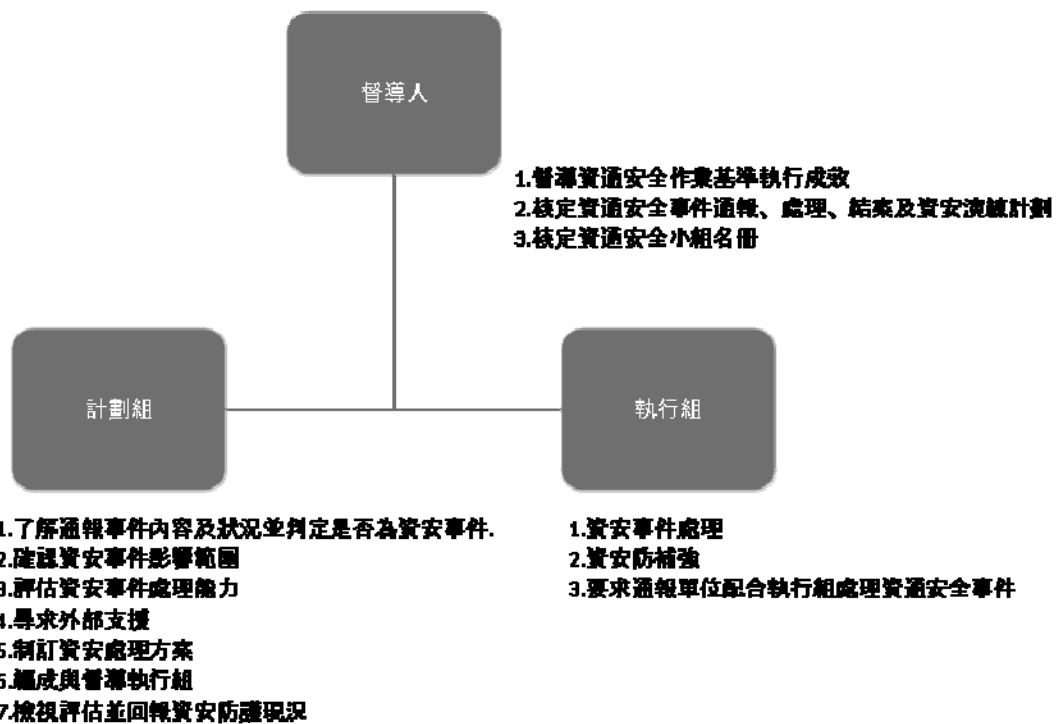 督導人
1.督導資通安全作業基準執行成效
2.核定資通安全事件通報、處理、結案及資安演練計劃
3.核定資通安全小組名冊
計劃組
執行組
1.了解通報事件內容及狀況並判定是否為資安事件.
2.確認資安事件影響範圍
3.評估資安事件處理能力
4.尋求外部支援
5.制訂資安處理方案
6.編成與督導執行組
7.檢視評估並回報資安防護現況
1.資安事件處理
2.資安防補強
3.要求通報單位配合執行組處理資通安全事件